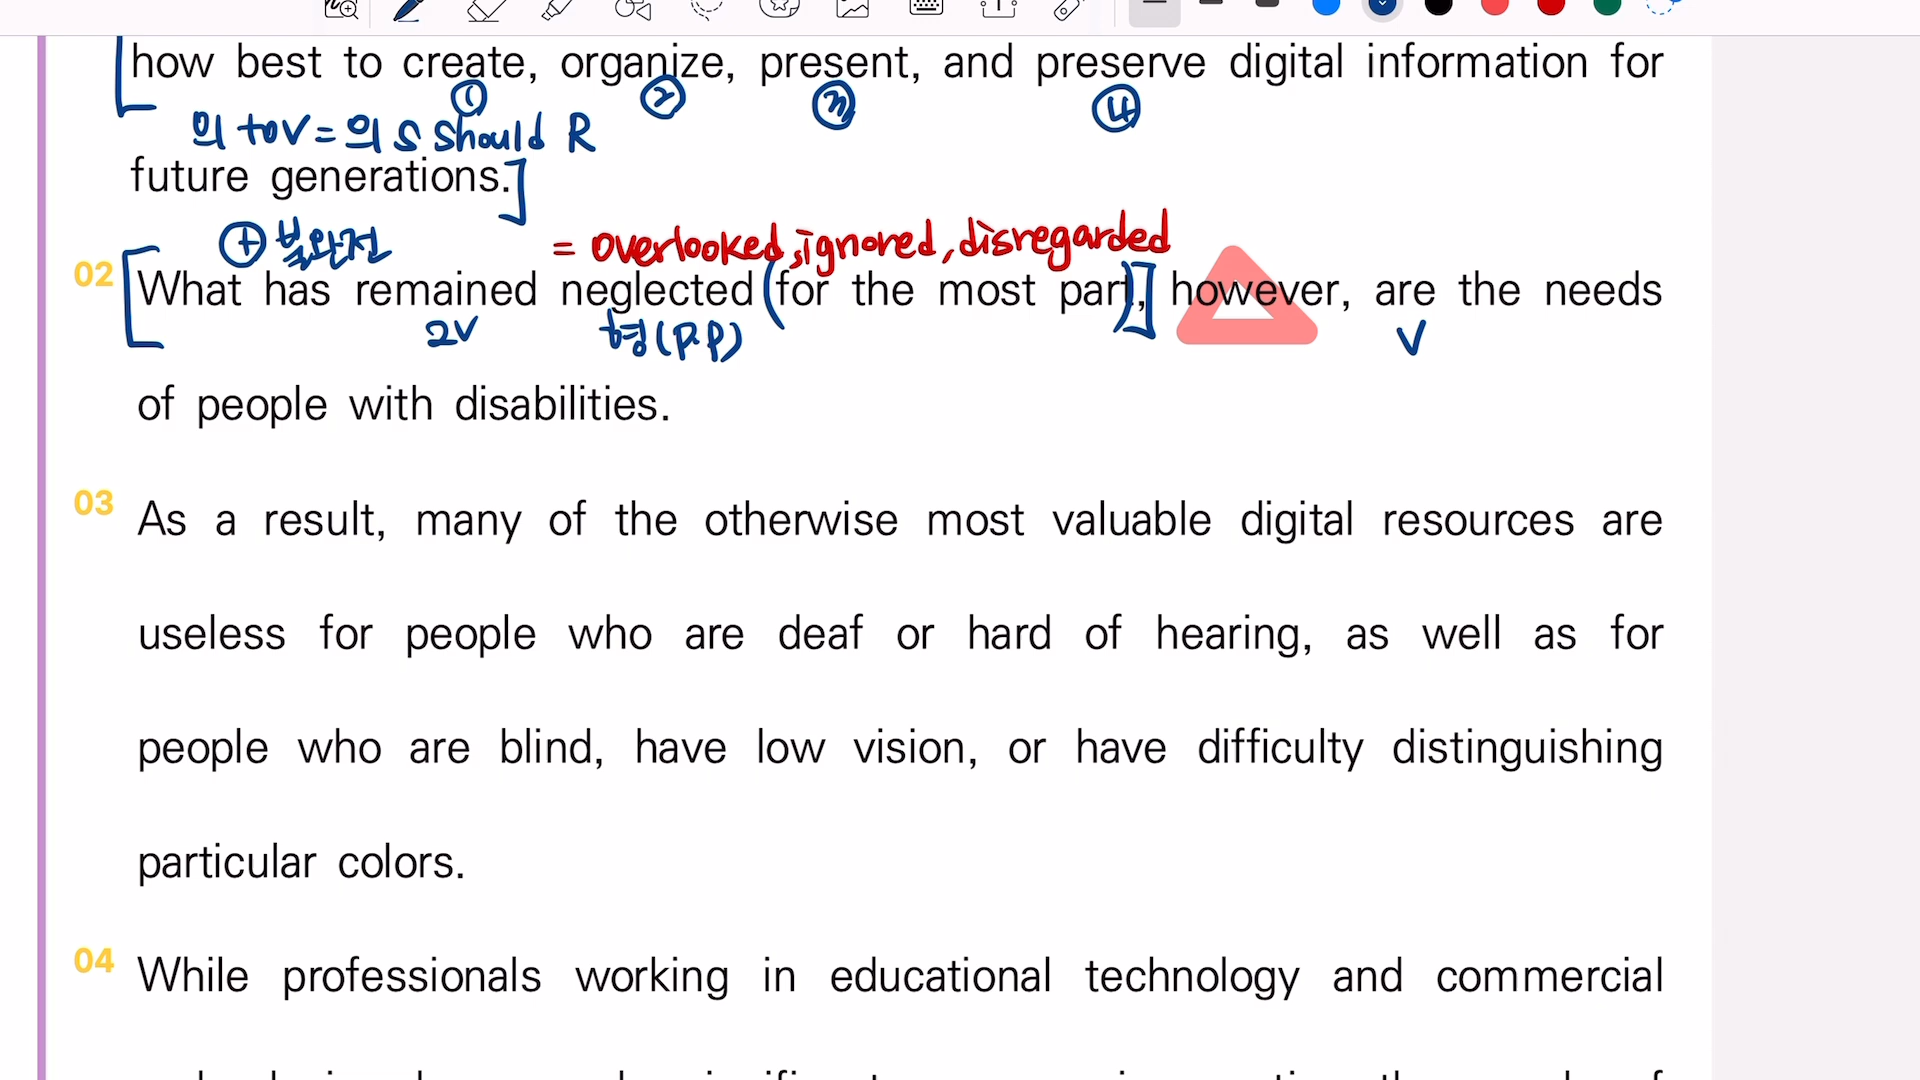 how best to create, organize, present, and preserve digital information for
① ② ③ ④
의 to V = 의 S should R
future generations.
+ 불완전 = overlooked, ignored, disregarded
02 What has remained neglected (for the most part), however, are the needs
2V 형(p.p) V
of people with disabilities.
03 As a result, many of the otherwise most valuable digital resources are
useless for people who are deaf or hard of hearing, as well as for
people who are blind, have low vision, or have difficulty distinguishing
particular colors.
04 While professionals working in educational technology and commercial